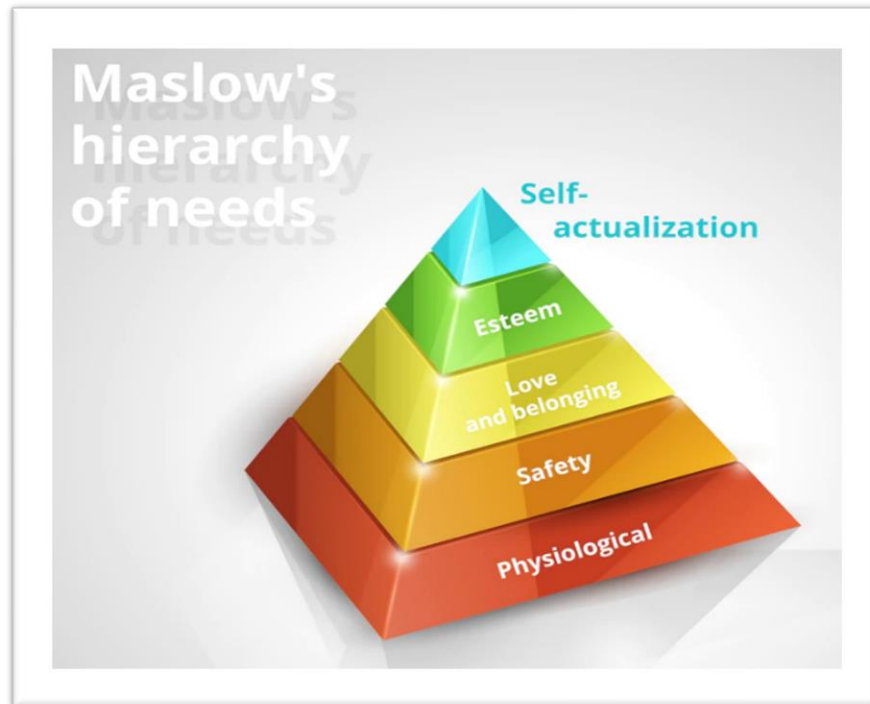 Maslow's
hierarchy
of needs
Self-
actualization
Esteem
Love
and belonging
Safety
Physiological